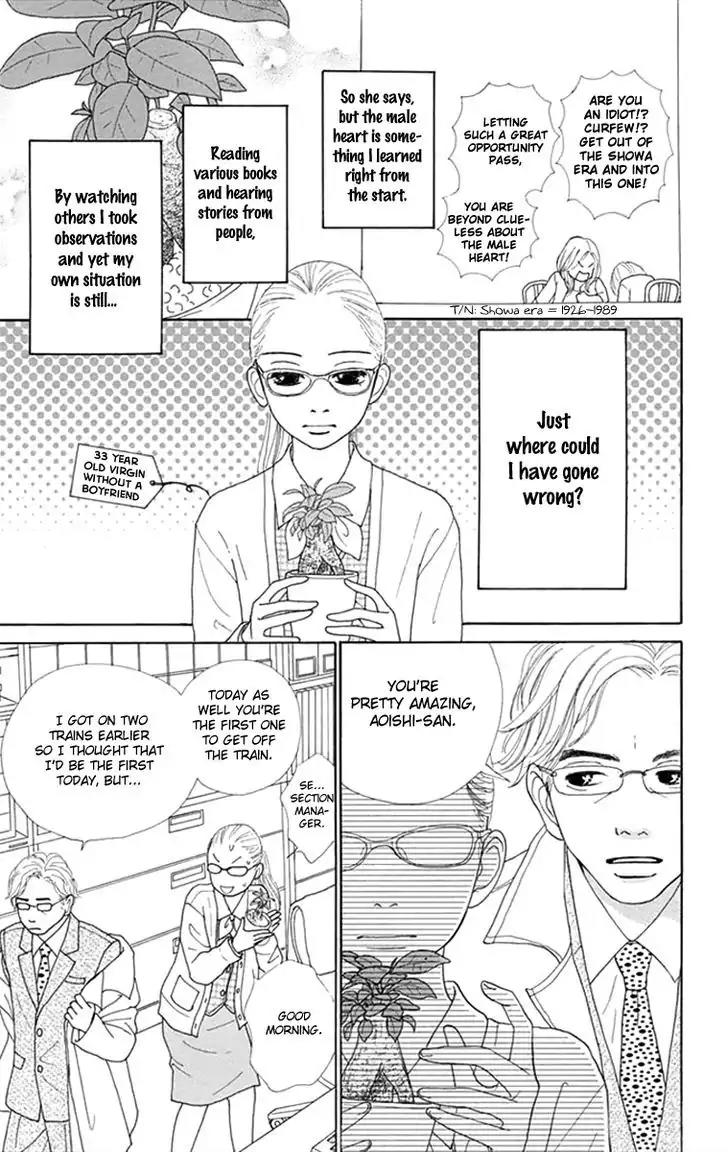 ARE YOU
AN IDIOT!?
CURFEW!?
GET OUT OF
THE SHOWA
ERA AND INTO
THIS ONE!
LETTING
SUCH A GREAT
OPPORTUNITY
PASS,
YOU ARE
BEYOND CLUE-
LESS ABOUT
THE MALE
HEART!
T/N: Showa era = 1926~1989
So she says,
but the male
heart is some-
thing I learned
right from
the start.
Reading
various books
and hearing
stories from
people,
By watching
others I took
observations
and yet my
own situation
is still...
Just
where could
I have gone
wrong?
33 YEAR
OLD VIRGIN
WITHOUT A
BOYFRIEND
YOU'RE
PRETTY AMAZING,
AOISHI-SAN.
TODAY AS
WELL YOU'RE
THE FIRST ONE
TO GET OFF
THE TRAIN.
I GOT ON TWO
TRAINS EARLIER
SO I THOUGHT THAT
I'D BE THE FIRST
TODAY, BUT...
SE...
SECTION
MANA-
GER.
GOOD
MORNING.